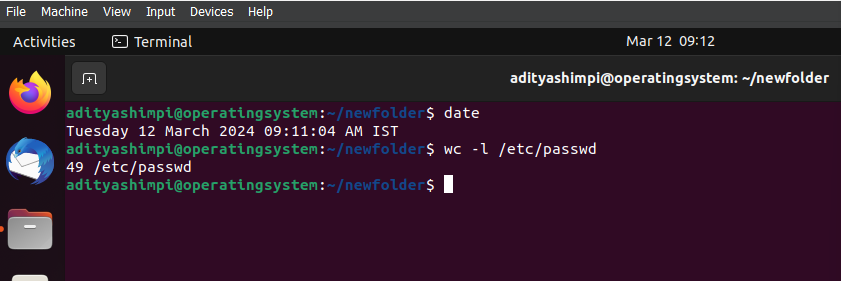 File Machine View Input Devices Help
Activities Terminal Mar 12 09:12
adityashimpi@operatingsystem: ~/newfolder
adityashimpi@operatingsystem:~/newfolder$ date
Tuesday 12 March 2024 09:11:04 AM IST
adityashimpi@operatingsystem:~/newfolder$ wc -l /etc/passwd
49 /etc/passwd
adityashimpi@operatingsystem:~/newfolder$